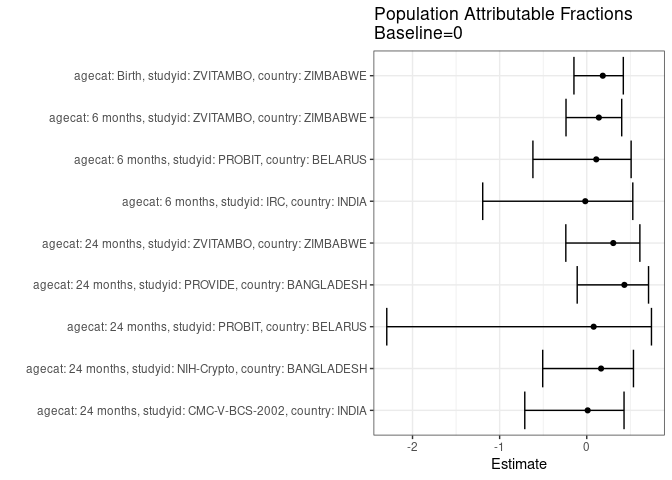 Population Attributable Fractions
Baseline=0
agecat: Birth, studyid: ZVITAMBO, country: ZIMBABWE
agecat: 6 months, studyid: ZVITAMBO, country: ZIMBABWE
agecat: 6 months, studyid: PROBIT, country: BELARUS
agecat: 6 months, studyid: IRC, country: INDIA
agecat: 24 months, studyid: ZVITAMBO, country: ZIMBABWE
agecat: 24 months, studyid: PROVIDE, country: BANGLADESH
agecat: 24 months, studyid: PROBIT, country: BELARUS
agecat: 24 months, studyid: NIH-Crypto, country: BANGLADESH
agecat: 24 months, studyid: CMC-V-BCS-2002, country: INDIA
-2 -1 0
Estimate